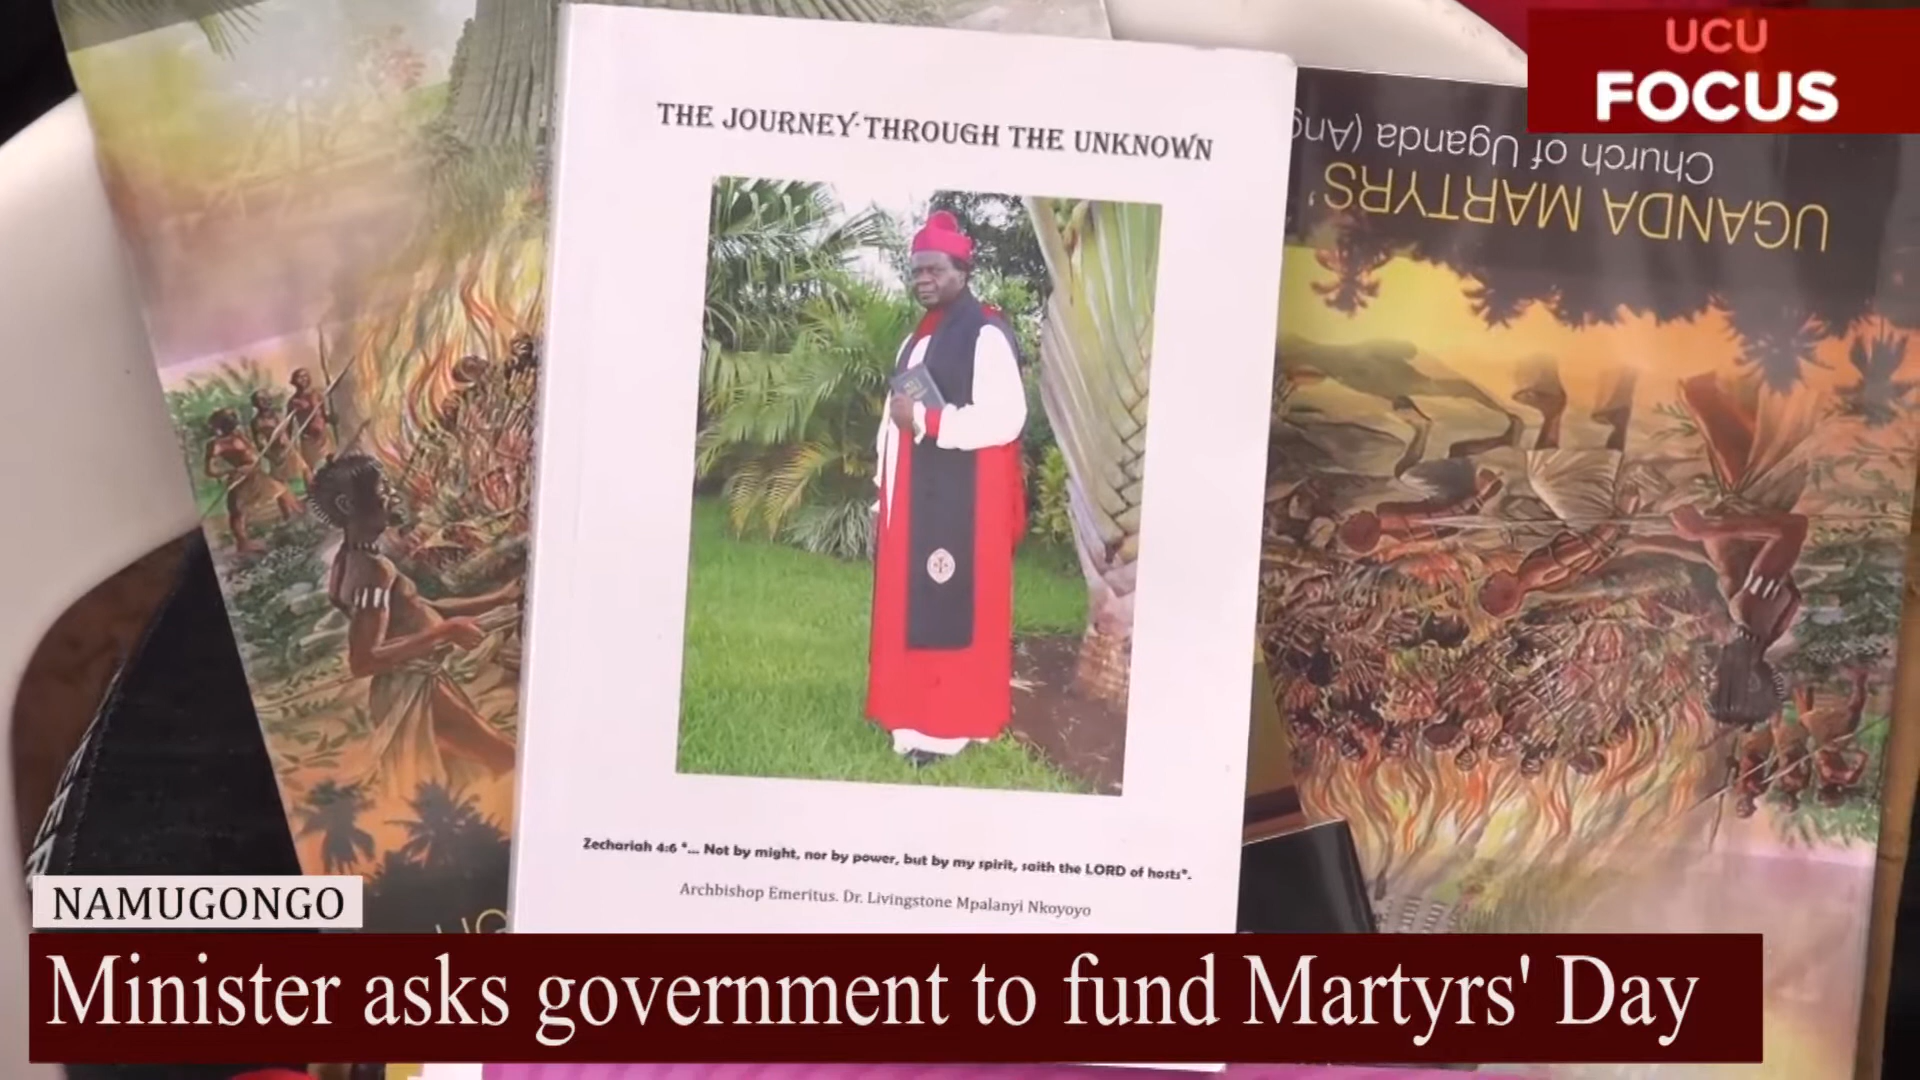 UCU
FOCUS
THE JOURNEY THROUGH THE UNKNOWN
Church of Uganda (Ang
UGANDA MARTYRS'
Zechariah 4:6 "... Not by might, nor by power, but by my spirit, saith the LORD of hosts".
Archbishop Emeritus. Dr. Livingstone Mpalanyi Nkoyoyo
NAMUGONGO
Minister asks government to fund Martyrs' Day